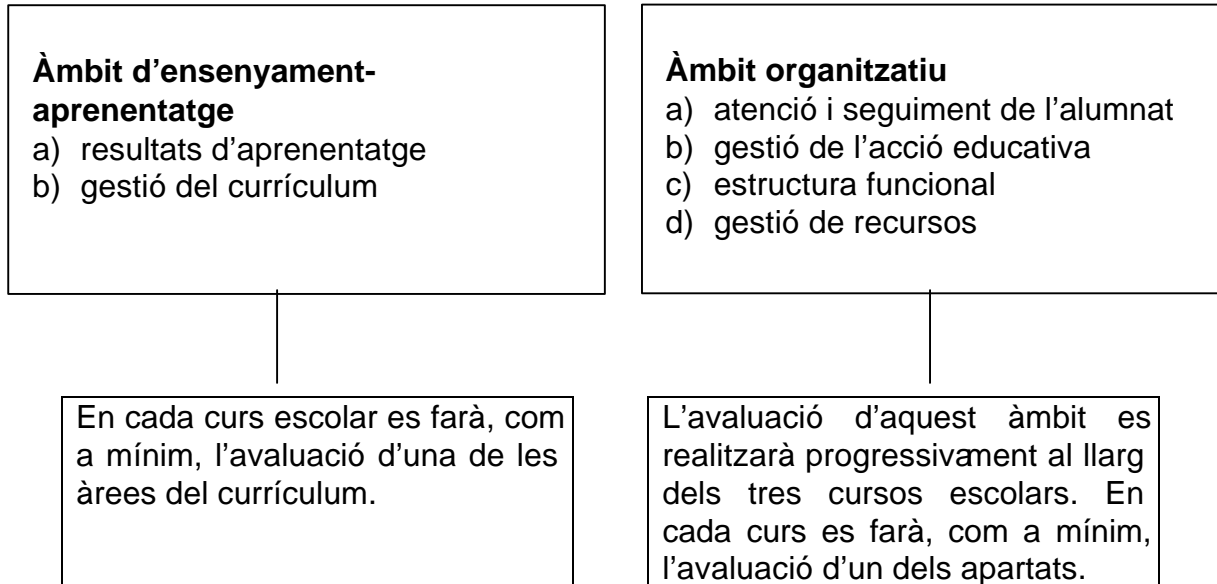 Àmbit d'ensenyament-
aprenentatge
a) resultats d'aprenentatge
b) gestió del currículum
Àmbit organitzatiu
a) atenció i seguiment de l'alumnat
b) gestió de l'acció educativa
c) estructura funcional
d) gestió de recursos
En cada curs escolar es farà, com
a mínim, l'avaluació d'una de les
àrees del currículum.
L'avaluació d'aquest àmbit es
realitzarà progressivament al llarg
dels tres cursos escolars. En
cada curs es farà, com a mínim,
l'avaluació d'un dels apartats.